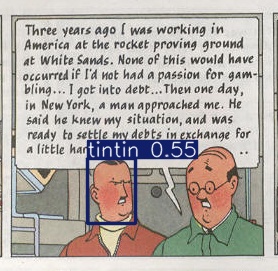 Three years ago I was working in
America at the rocket proving ground
at White Sands. None of this would have
occurred if I'd not had a passion for gam-
bling... I got into debt...Then one day,
in New York, a man approached me. He
said he knew my situation, and was
ready to settle my debts in exchange for
a little har
tintin 0.55